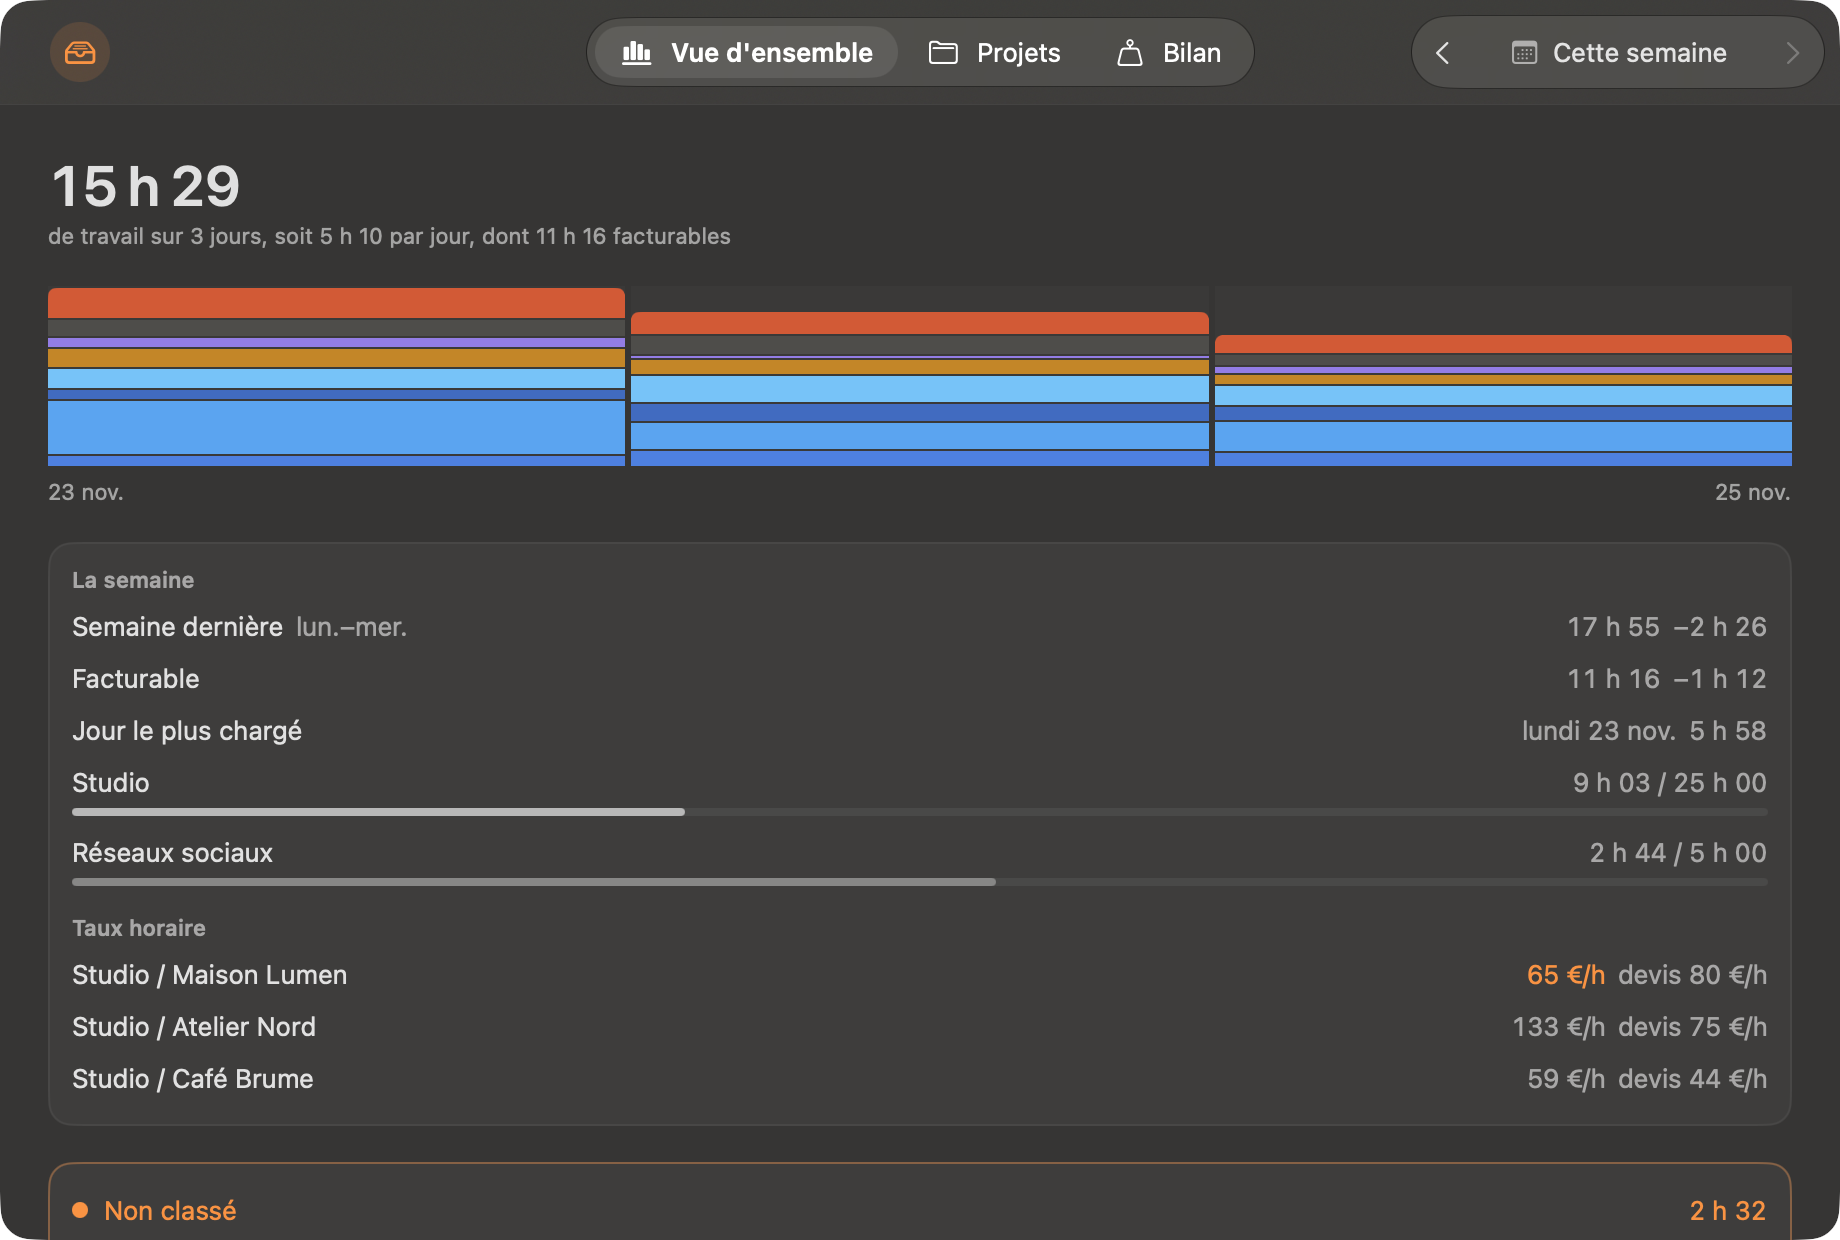 Vue d'ensemble
Projets
Bilan
Cette semaine
15 h 29
de travail sur 3 jours, soit 5 h 10 par jour, dont 11 h 16 facturables
23 nov.
25 nov.
La semaine
Semaine dernière lun.–mer. 17 h 55 –2 h 26
Facturable 11 h 16 –1 h 12
Jour le plus chargé lundi 23 nov. 5 h 58
Studio 9 h 03 / 25 h 00
Réseaux sociaux 2 h 44 / 5 h 00
Taux horaire
Studio / Maison Lumen 65 €/h devis 80 €/h
Studio / Atelier Nord 133 €/h devis 75 €/h
Studio / Café Brume 59 €/h devis 44 €/h
Non classé 2 h 32